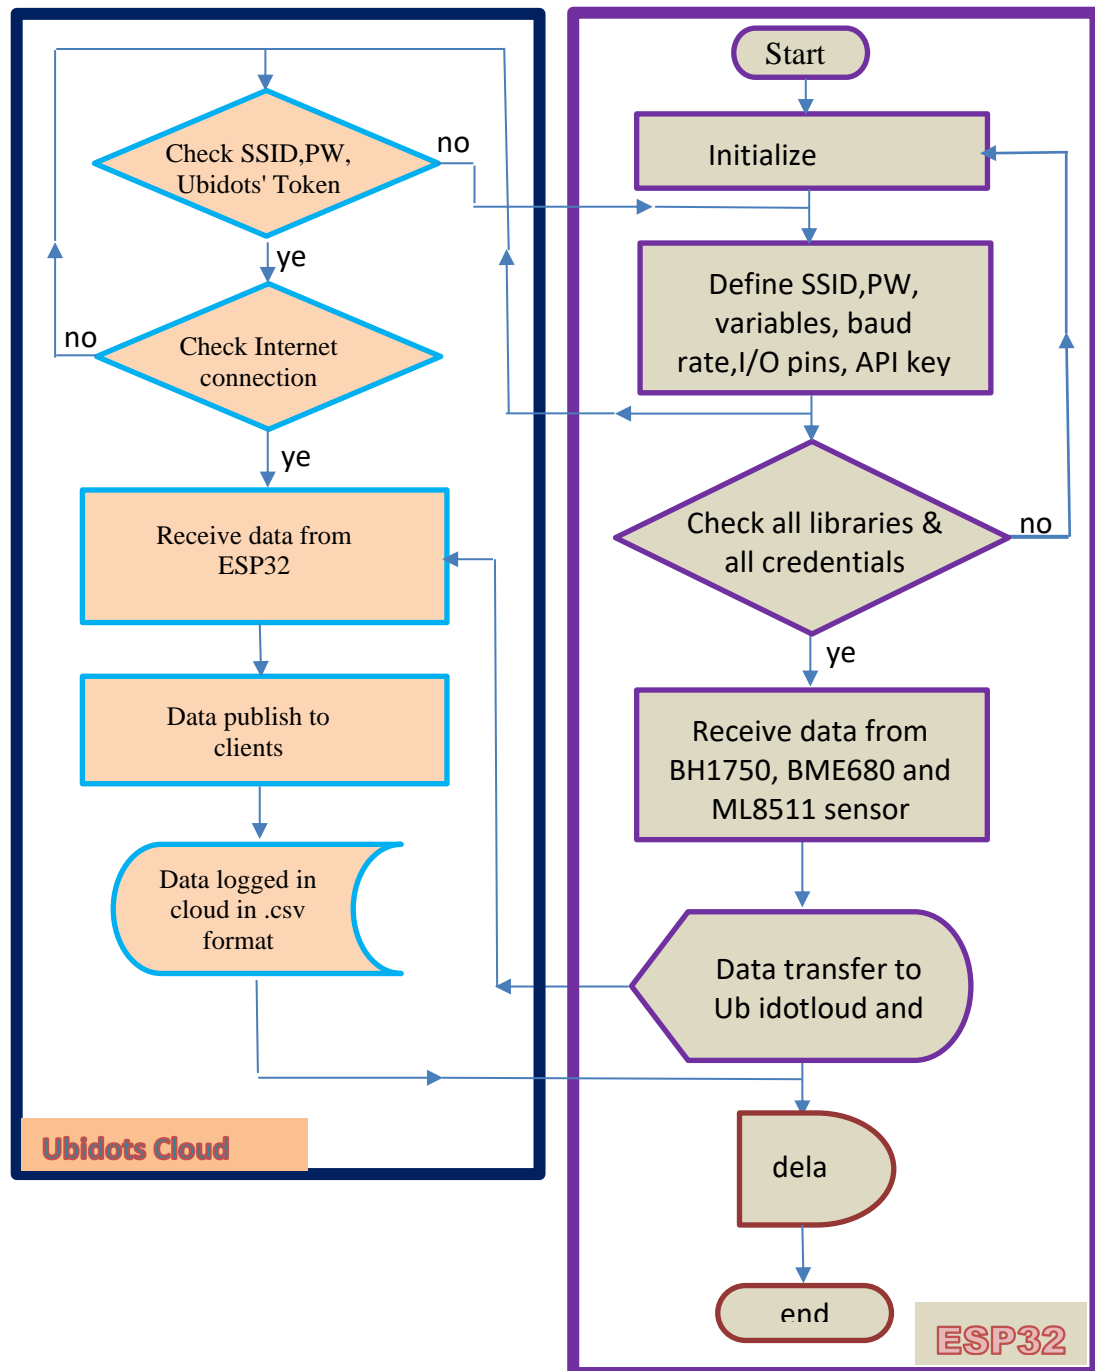 Check SSID,PW,
Ubidots' Token
no
ye
Check Internet
connection
no
ye
Receive data from
ESP32
Data publish to
clients
Data logged in
cloud in .csv
format
Ubidots Cloud
Start
Initialize
Define SSID,PW,
variables, baud
rate,I/O pins, API key
Check all libraries &
all credentials
no
ye
Receive data from
BH1750, BME680 and
ML8511 sensor
Data transfer to
Ub idotloud and
dela
end
ESP32